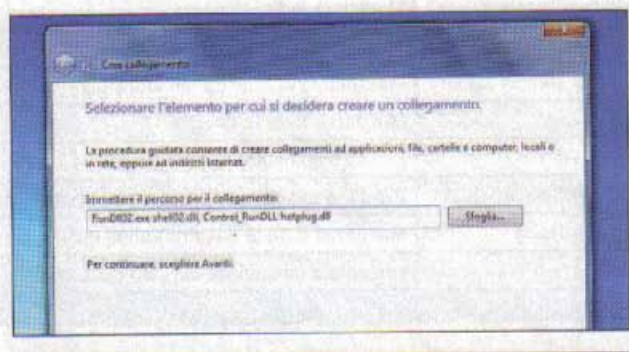 Crea collegamento
Selezionare l'elemento per cui si desidera creare un collegamento.
La procedura guidata consente di creare collegamenti ad applicazioni, file, cartelle e computer, locali o
in rete, oppure ad indirizzi Internet.
Immettere il percorso per il collegamento:
RunDll32.exe shell32.dll, Control_RunDLL hotplug.dll
Sfoglia...
Per continuare, scegliere Avanti.